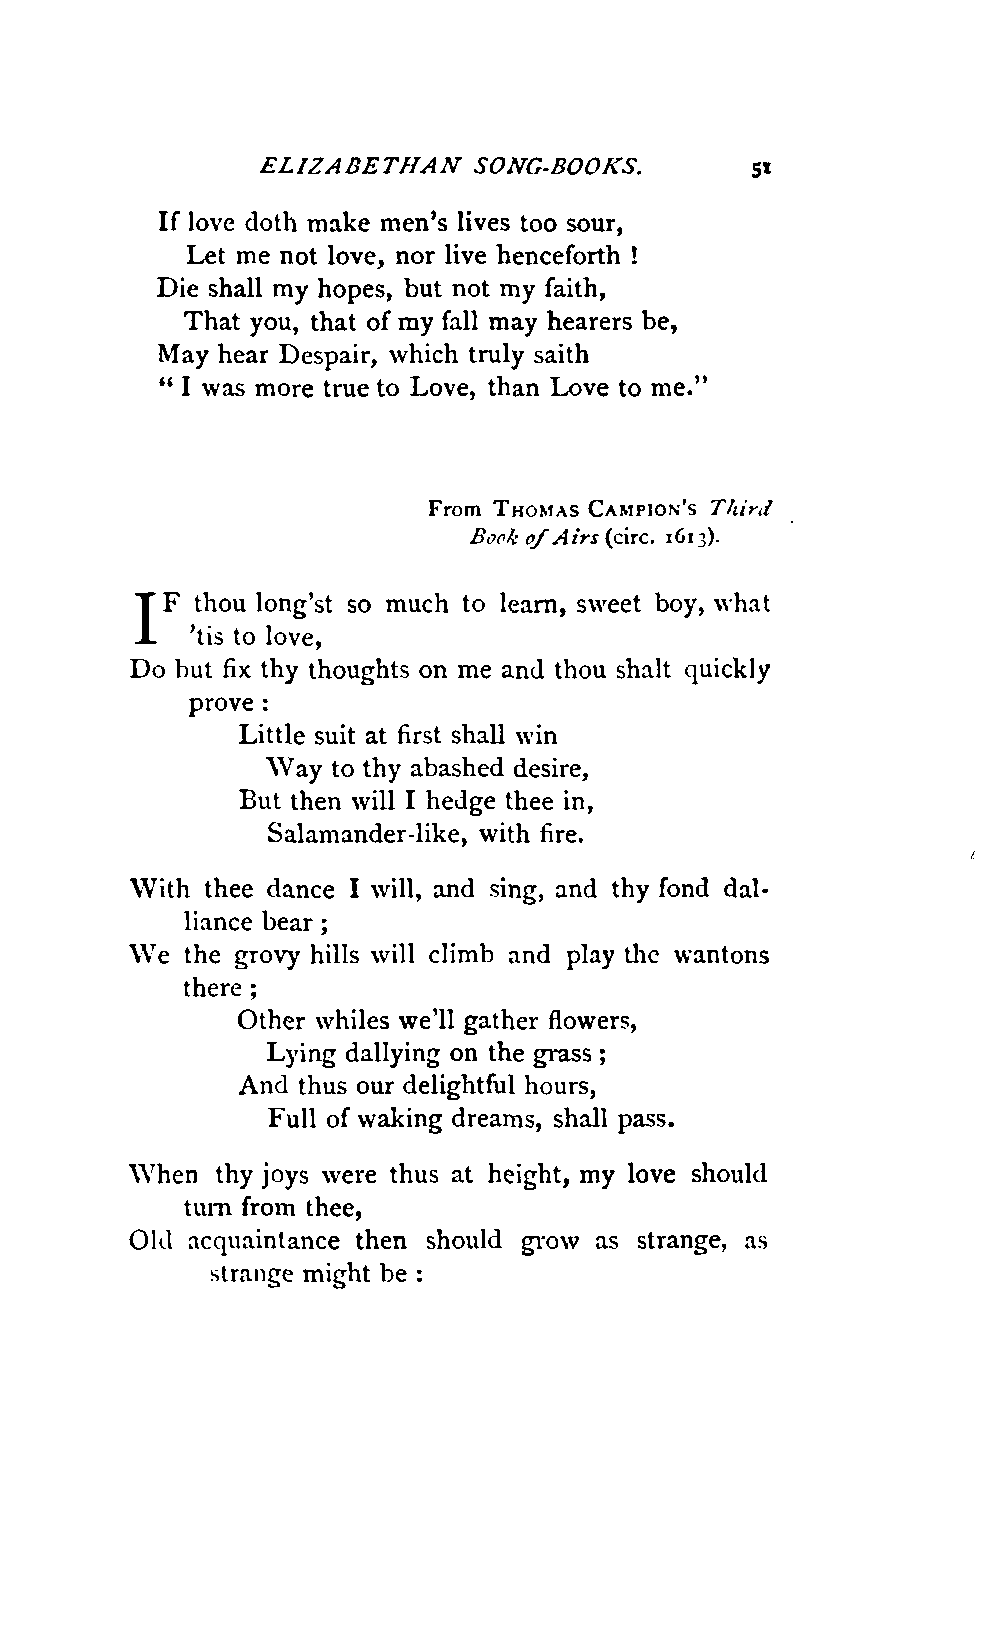 ELIZABETHAN SONG-BOOKS. 51
If love doth make men's lives too sour,
Let me not love, nor live henceforth !
Die shall my hopes, but not my faith,
That you, that of my fall may hearers be,
May hear Despair, which truly saith
“ I was more true to Love, than Love to me.”
From THOMAS CAMPION'S Third
Book of Airs (circ. 1613).
IF thou long'st so much to learn, sweet boy, what
'tis to love,
Do but fix thy thoughts on me and thou shalt quickly
prove :
Little suit at first shall win
Way to thy abashed desire,
But then will I hedge thee in,
Salamander-like, with fire.
With thee dance I will, and sing, and thy fond dal-
liance bear ;
We the grovy hills will climb and play the wantons
there ;
Other whiles we'll gather flowers,
Lying dallying on the grass ;
And thus our delightful hours,
Full of waking dreams, shall pass.
When thy joys were thus at height, my love should
turn from thee,
Old acquaintance then should grow as strange, as
strange might be :